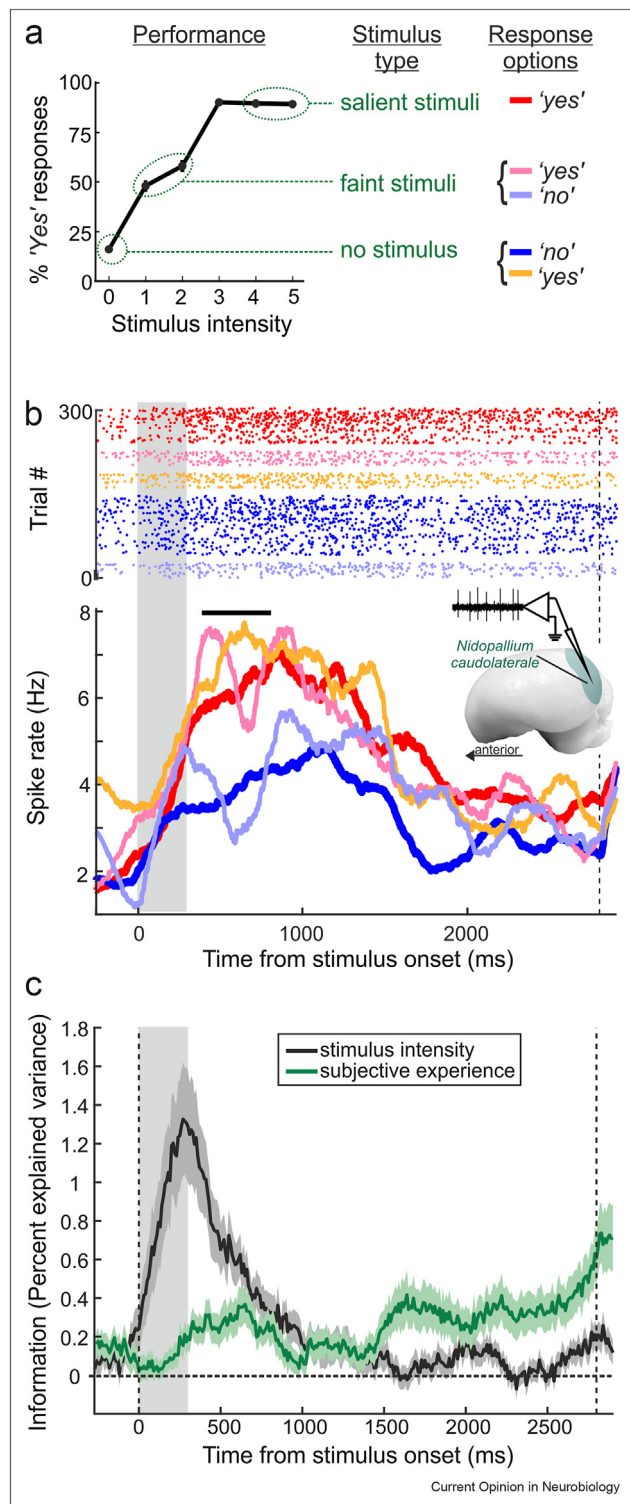 a
Performance
Stimulus type
Response options
100
75
50
25
0
% 'Yes' responses
0 1 2 3 4 5
Stimulus intensity
salient stimuli
'yes'
faint stimuli
'yes'
'no'
no stimulus
'no'
'yes'
b
300
0
Trial #
8
6
4
2
Spike rate (Hz)
Nidopallium
caudolaterale
anterior
0 1000 2000
Time from stimulus onset (ms)
c
1.8
1.6
1.4
1.2
1
0.8
0.6
0.4
0.2
0
Information (Percent explained variance)
stimulus intensity
subjective experience
0 500 1000 1500 2000 2500
Time from stimulus onset (ms)
Current Opinion in Neurobiology